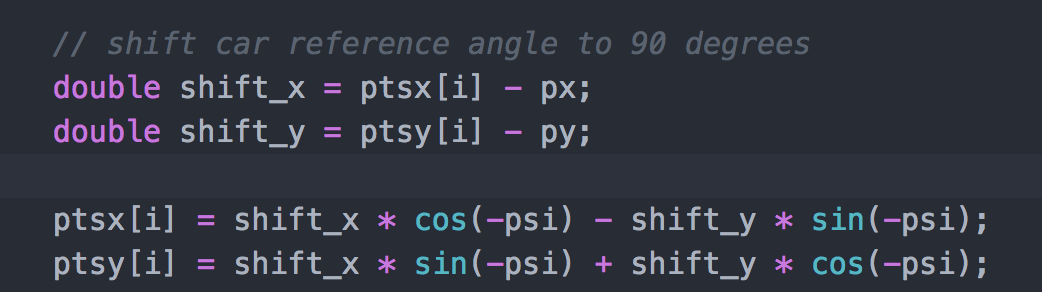 // shift car reference angle to 90 degrees
double shift_x = ptsx[i] - px;
double shift_y = ptsy[i] - py;
ptsx[i] = shift_x * cos(-psi) - shift_y * sin(-psi);
ptsy[i] = shift_x * sin(-psi) + shift_y * cos(-psi);